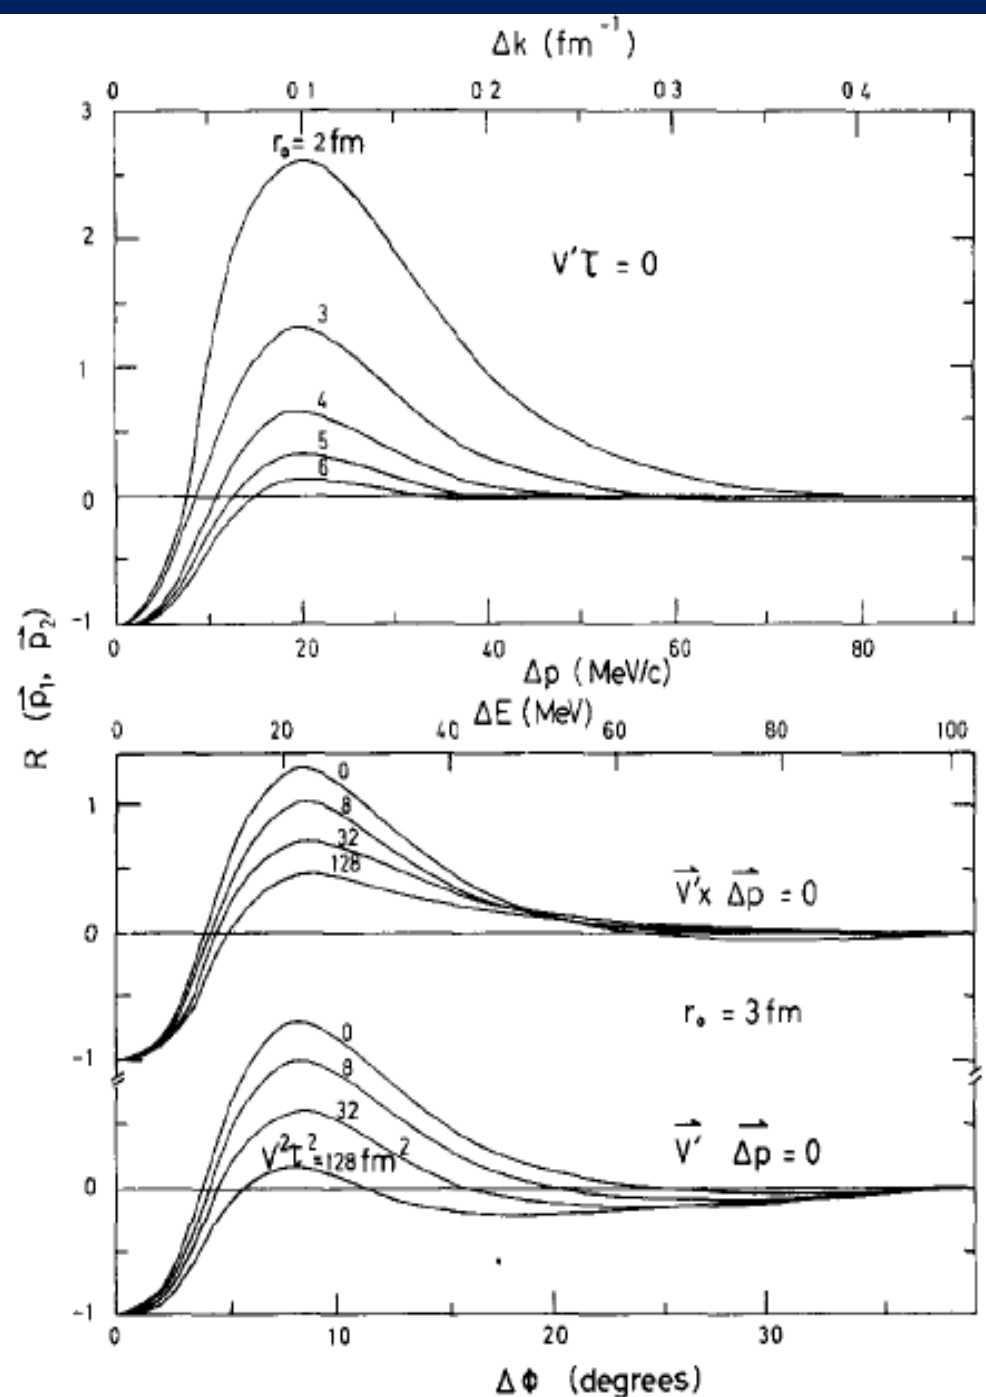 Δk (fm⁻¹)
0 0 1 0 2 0 3 0 4
3
r₀= 2 fm
2
V'τ = 0
3
1
4
5
6
0
-1
0 20 40 60 80
Δp (MeV/c)
R (p⃗₁, p⃗₂)
ΔE (MeV)
0 20 40 60 80 100
0
1
8
32
128
V⃗'x Δp⃗ = 0
0
r₀ = 3 fm
-1
0
8
32
V⃗' Δp⃗ = 0
V²τ²=128 fm²
0
-1
0 10 20 30
ΔΦ (degrees)